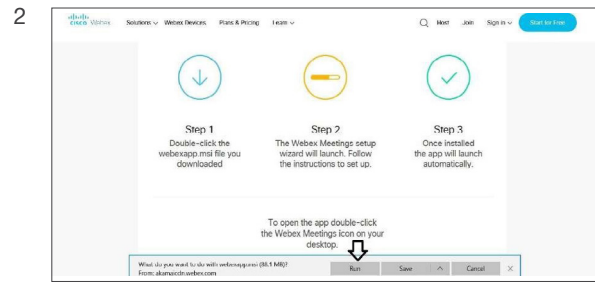 2
CISCO Webex Solutions Webex Devices Plans & Pricing Learn Host Join Sign in Start for Free
Step 1
Double-click the
webexapp.msi file you
downloaded
Step 2
The Webex Meetings setup
wizard will launch. Follow
the instructions to set up.
Step 3
Once installed
the app will launch
automatically.
To open the app double-click
the Webex Meetings icon on your
desktop.
What do you want to do with webexapp.msi (88.1 MB)?
From: akamaicdn.webex.com
Run Save Cancel